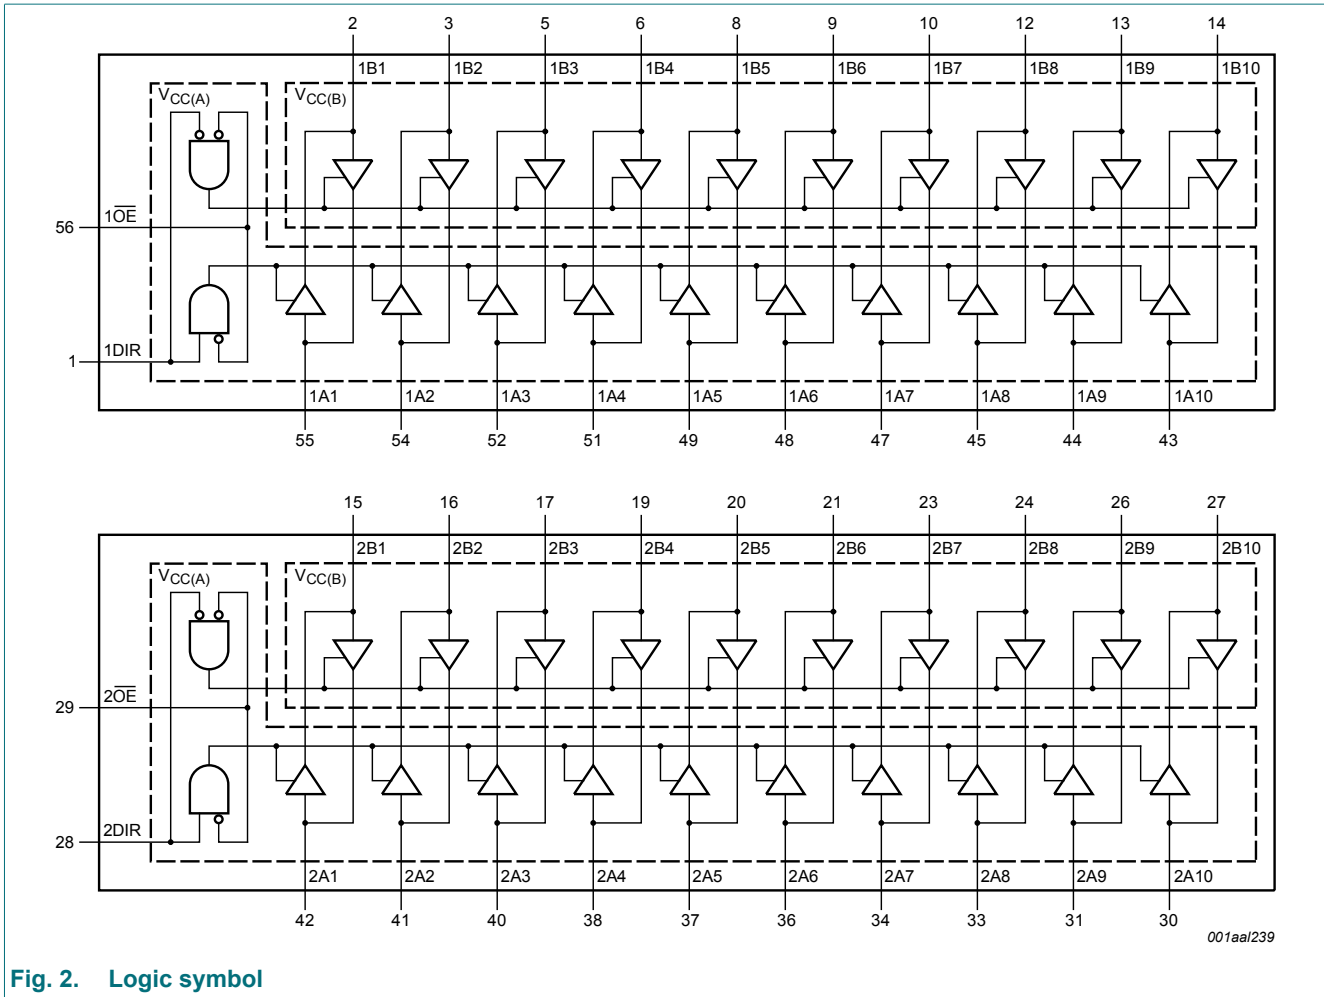 2 3 5 6 8 9 10 12 13 14
1B1 1B2 1B3 1B4 1B5 1B6 1B7 1B8 1B9 1B10
VCC(A) VCC(B)
56 1O̅E̅
1 1DIR
1A1 1A2 1A3 1A4 1A5 1A6 1A7 1A8 1A9 1A10
55 54 52 51 49 48 47 45 44 43
15 16 17 19 20 21 23 24 26 27
2B1 2B2 2B3 2B4 2B5 2B6 2B7 2B8 2B9 2B10
VCC(A) VCC(B)
29 2O̅E̅
28 2DIR
2A1 2A2 2A3 2A4 2A5 2A6 2A7 2A8 2A9 2A10
42 41 40 38 37 36 34 33 31 30
001aal239
Fig. 2. Logic symbol